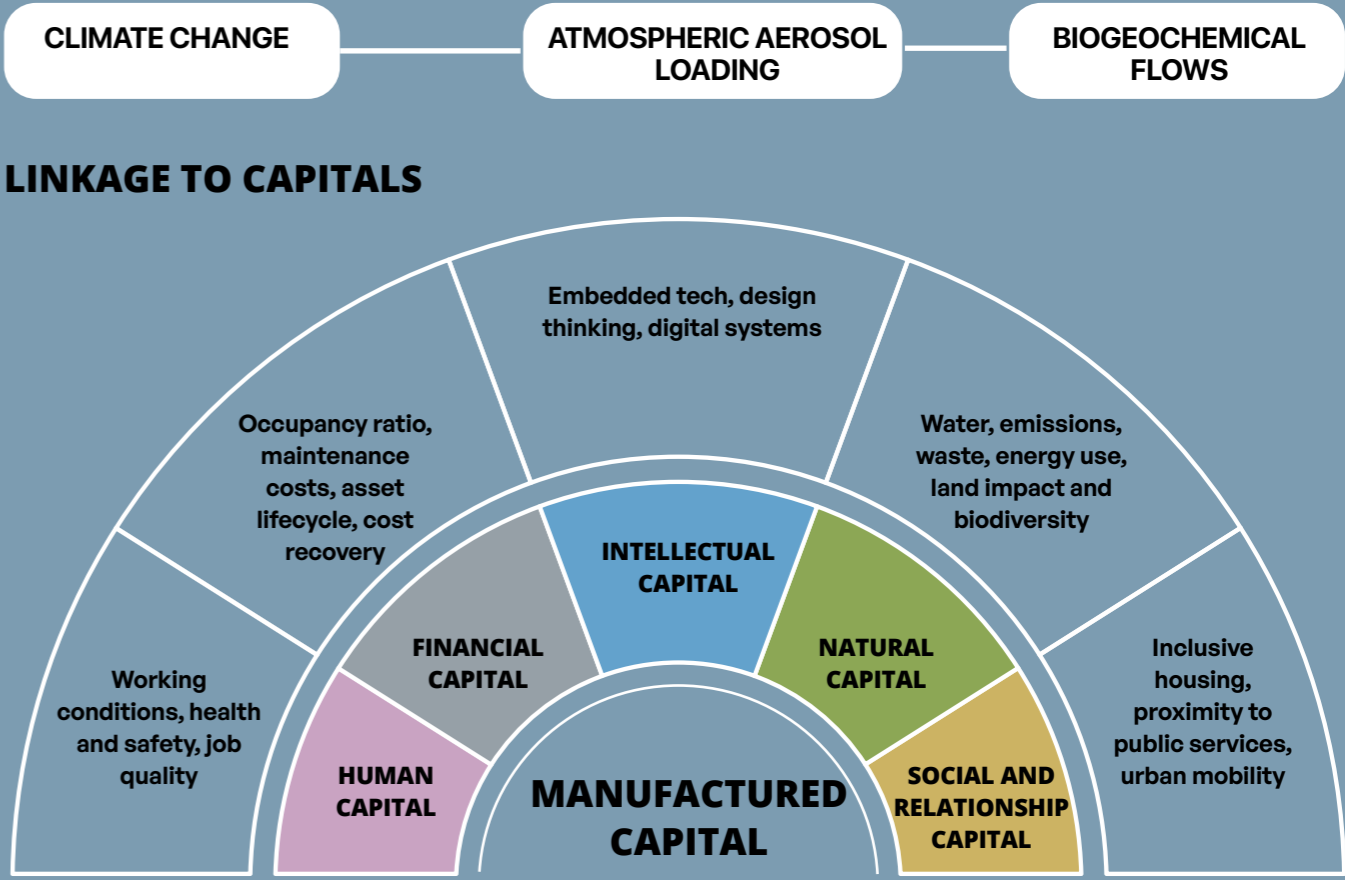 CLIMATE CHANGE
ATMOSPHERIC AEROSOL
LOADING
BIOGEOCHEMICAL
FLOWS
LINKAGE TO CAPITALS
Working
conditions, health
and safety, job
quality
Occupancy ratio,
maintenance
costs, asset
lifecycle, cost
recovery
Embedded tech, design
thinking, digital systems
Water, emissions,
waste, energy use,
land impact and
biodiversity
Inclusive
housing,
proximity to
public services,
urban mobility
HUMAN
CAPITAL
FINANCIAL
CAPITAL
INTELLECTUAL
CAPITAL
NATURAL
CAPITAL
SOCIAL AND
RELATIONSHIP
CAPITAL
MANUFACTURED
CAPITAL